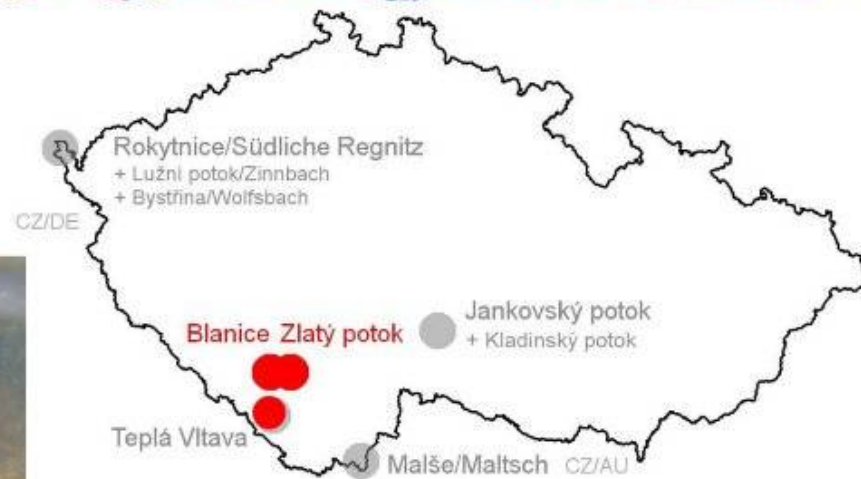 Rokytnice/Südliche Regnitz
+ Lužni potok/Zinnbach
+ Bystřina/Wolfsbach
CZ/DE
Jankovský potok
+ Kladinský potok
Blanice Zlatý potok
Teplá Vltava
Malše/Maltsch CZ/AU